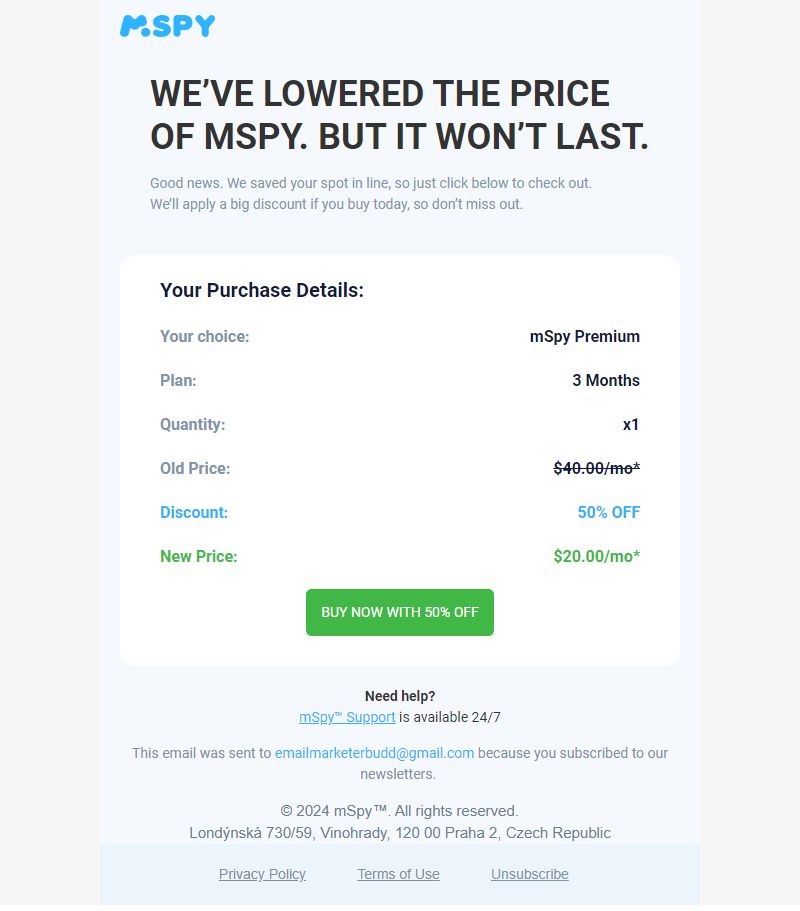 mSPY
WE’VE LOWERED THE PRICE
OF MSPY. BUT IT WON’T LAST.
Good news. We saved your spot in line, so just click below to check out.
We’ll apply a big discount if you buy today, so don’t miss out.
Your Purchase Details:
Your choice: mSpy Premium
Plan: 3 Months
Quantity: x1
Old Price: $40.00/mo*
Discount: 50% OFF
New Price: $20.00/mo*
BUY NOW WITH 50% OFF
Need help?
mSpy™ Support is available 24/7
This email was sent to emailmarketerbudd@gmail.com because you subscribed to our
newsletters.
© 2024 mSpy™. All rights reserved.
Londýnská 730/59, Vinohrady, 120 00 Praha 2, Czech Republic
Privacy Policy Terms of Use Unsubscribe